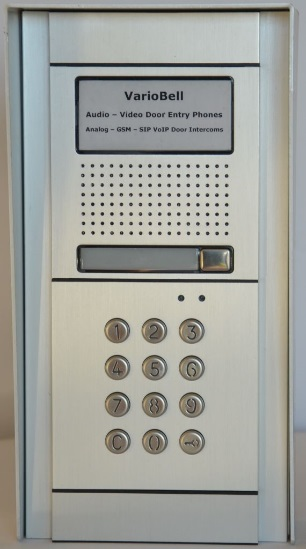 VarioBell
Audio – Video Door Entry Phones
Analog – GSM – SIP VoIP Door Intercoms
1 2 3
4 5 6
7 8 9
C 0